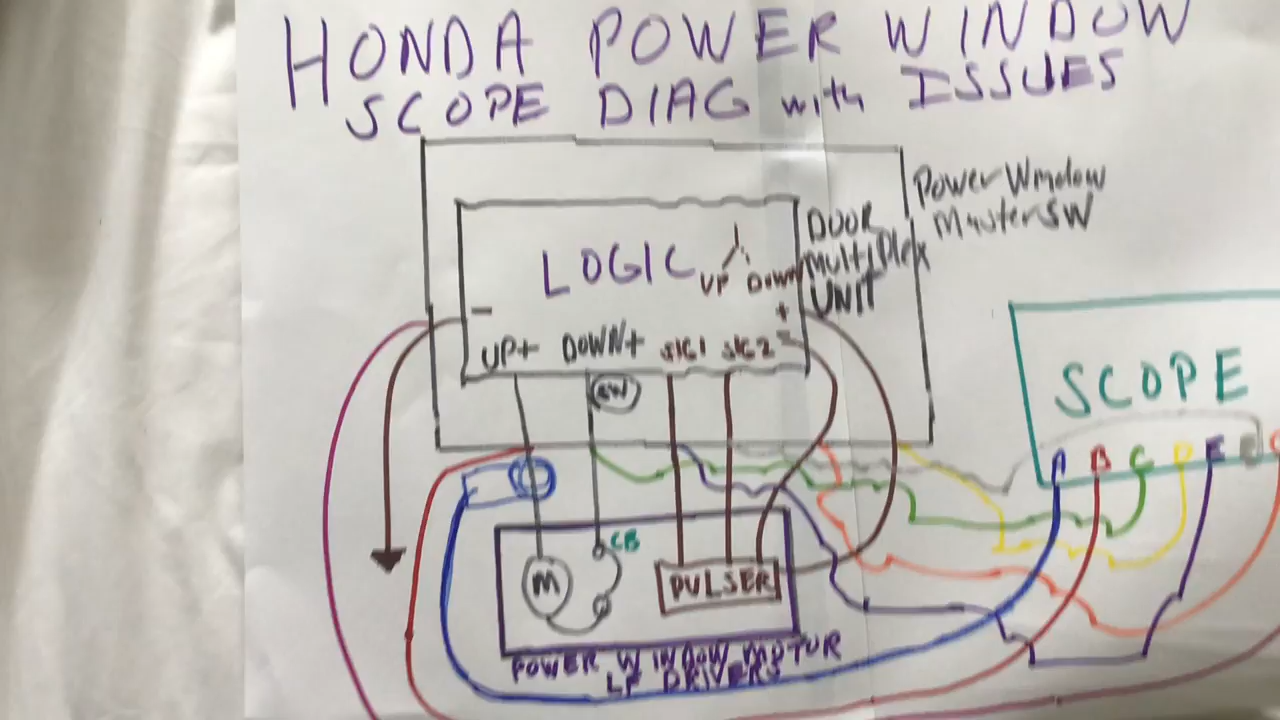 HONDA POWER WINDOW
SCOPE DIAG with ISSUES
Power Window
Master SW
DOOR
MultiPlex
UNIT
LOGIC
UP DOWN
-
+
UP+ DOWN+ SIG1 SIG2 -
SCOPE
A B C D E
CB
M
PULSER
POWER WINDOW MOTOR
LF DRIVERS